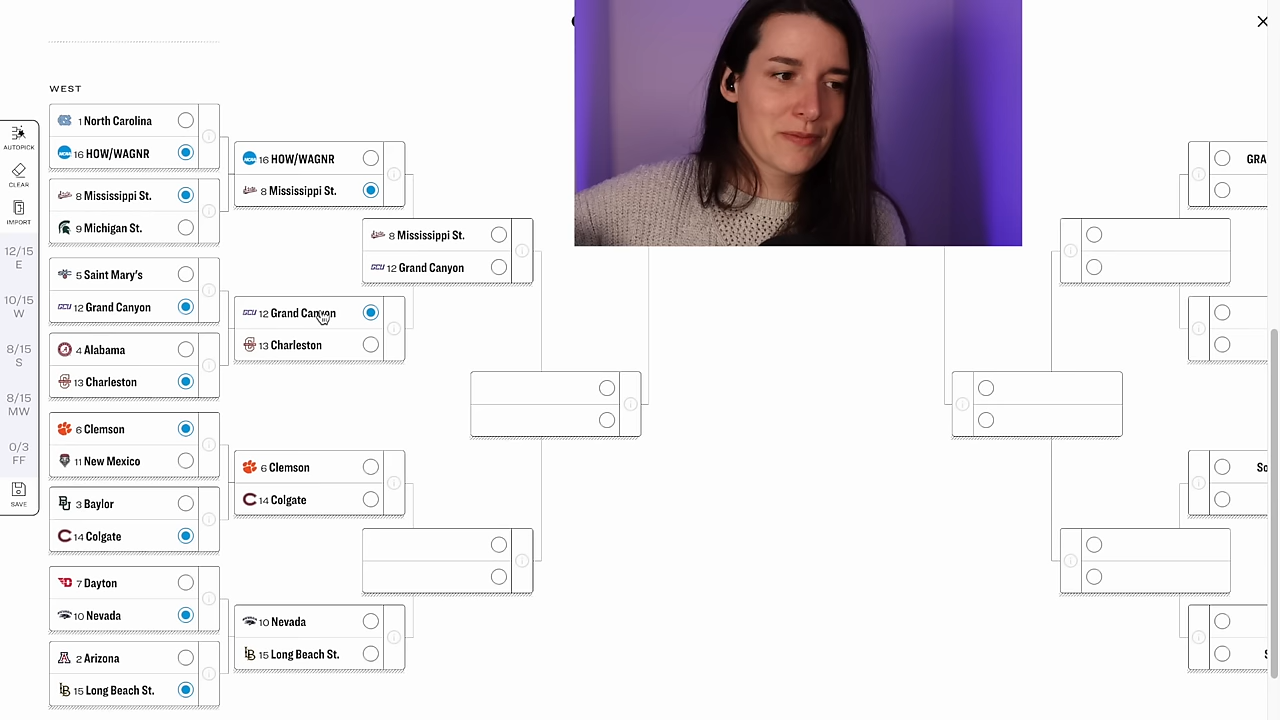 WEST
1 North Carolina
16 HOW/WAGNR
8 Mississippi St.
9 Michigan St.
5 Saint Mary's
12 Grand Canyon
4 Alabama
13 Charleston
6 Clemson
11 New Mexico
3 Baylor
14 Colgate
7 Dayton
10 Nevada
2 Arizona
15 Long Beach St.
16 HOW/WAGNR
8 Mississippi St.
12 Grand Canyon
13 Charleston
6 Clemson
14 Colgate
10 Nevada
15 Long Beach St.
8 Mississippi St.
GCU 12 Grand Canyon
AUTOPICK
CLEAR
IMPORT
12/15
E
10/15
W
8/15
S
8/15
MW
0/3
FF
SAVE
GRA
So
S